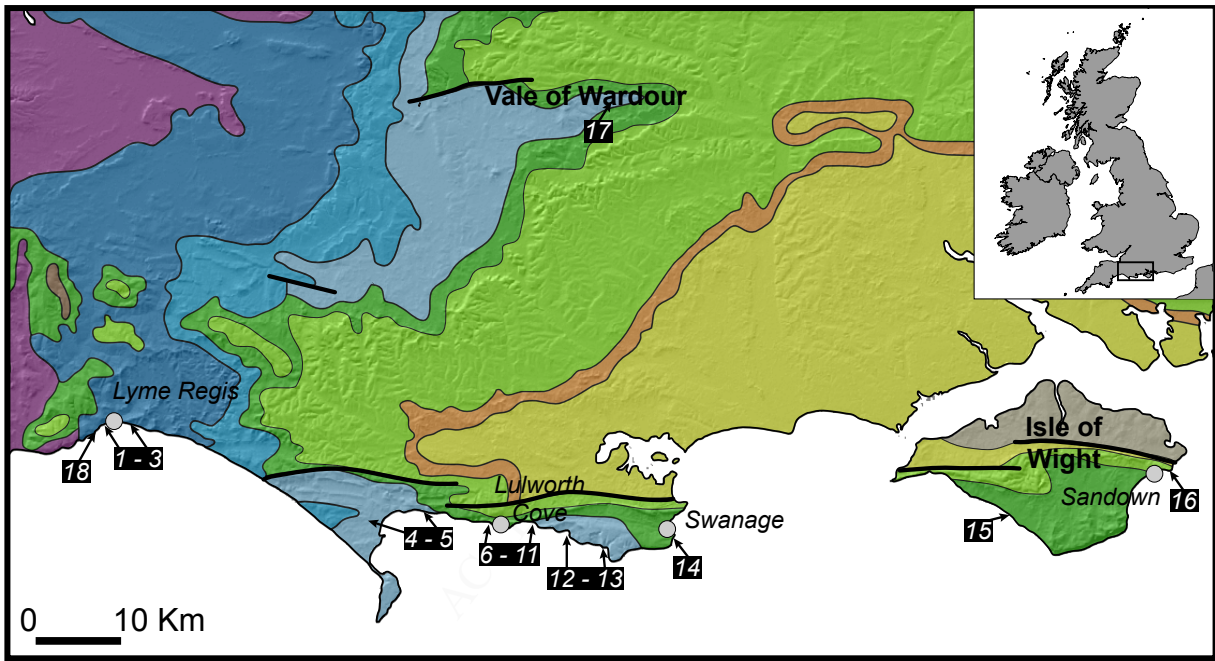 Vale of Wardour
17
Lyme Regis
18
1 - 3
Lulworth
Cove
4 - 5
6 - 11
12 - 13
Swanage
14
Isle of
Wight
Sandown
15
16
0 10 Km